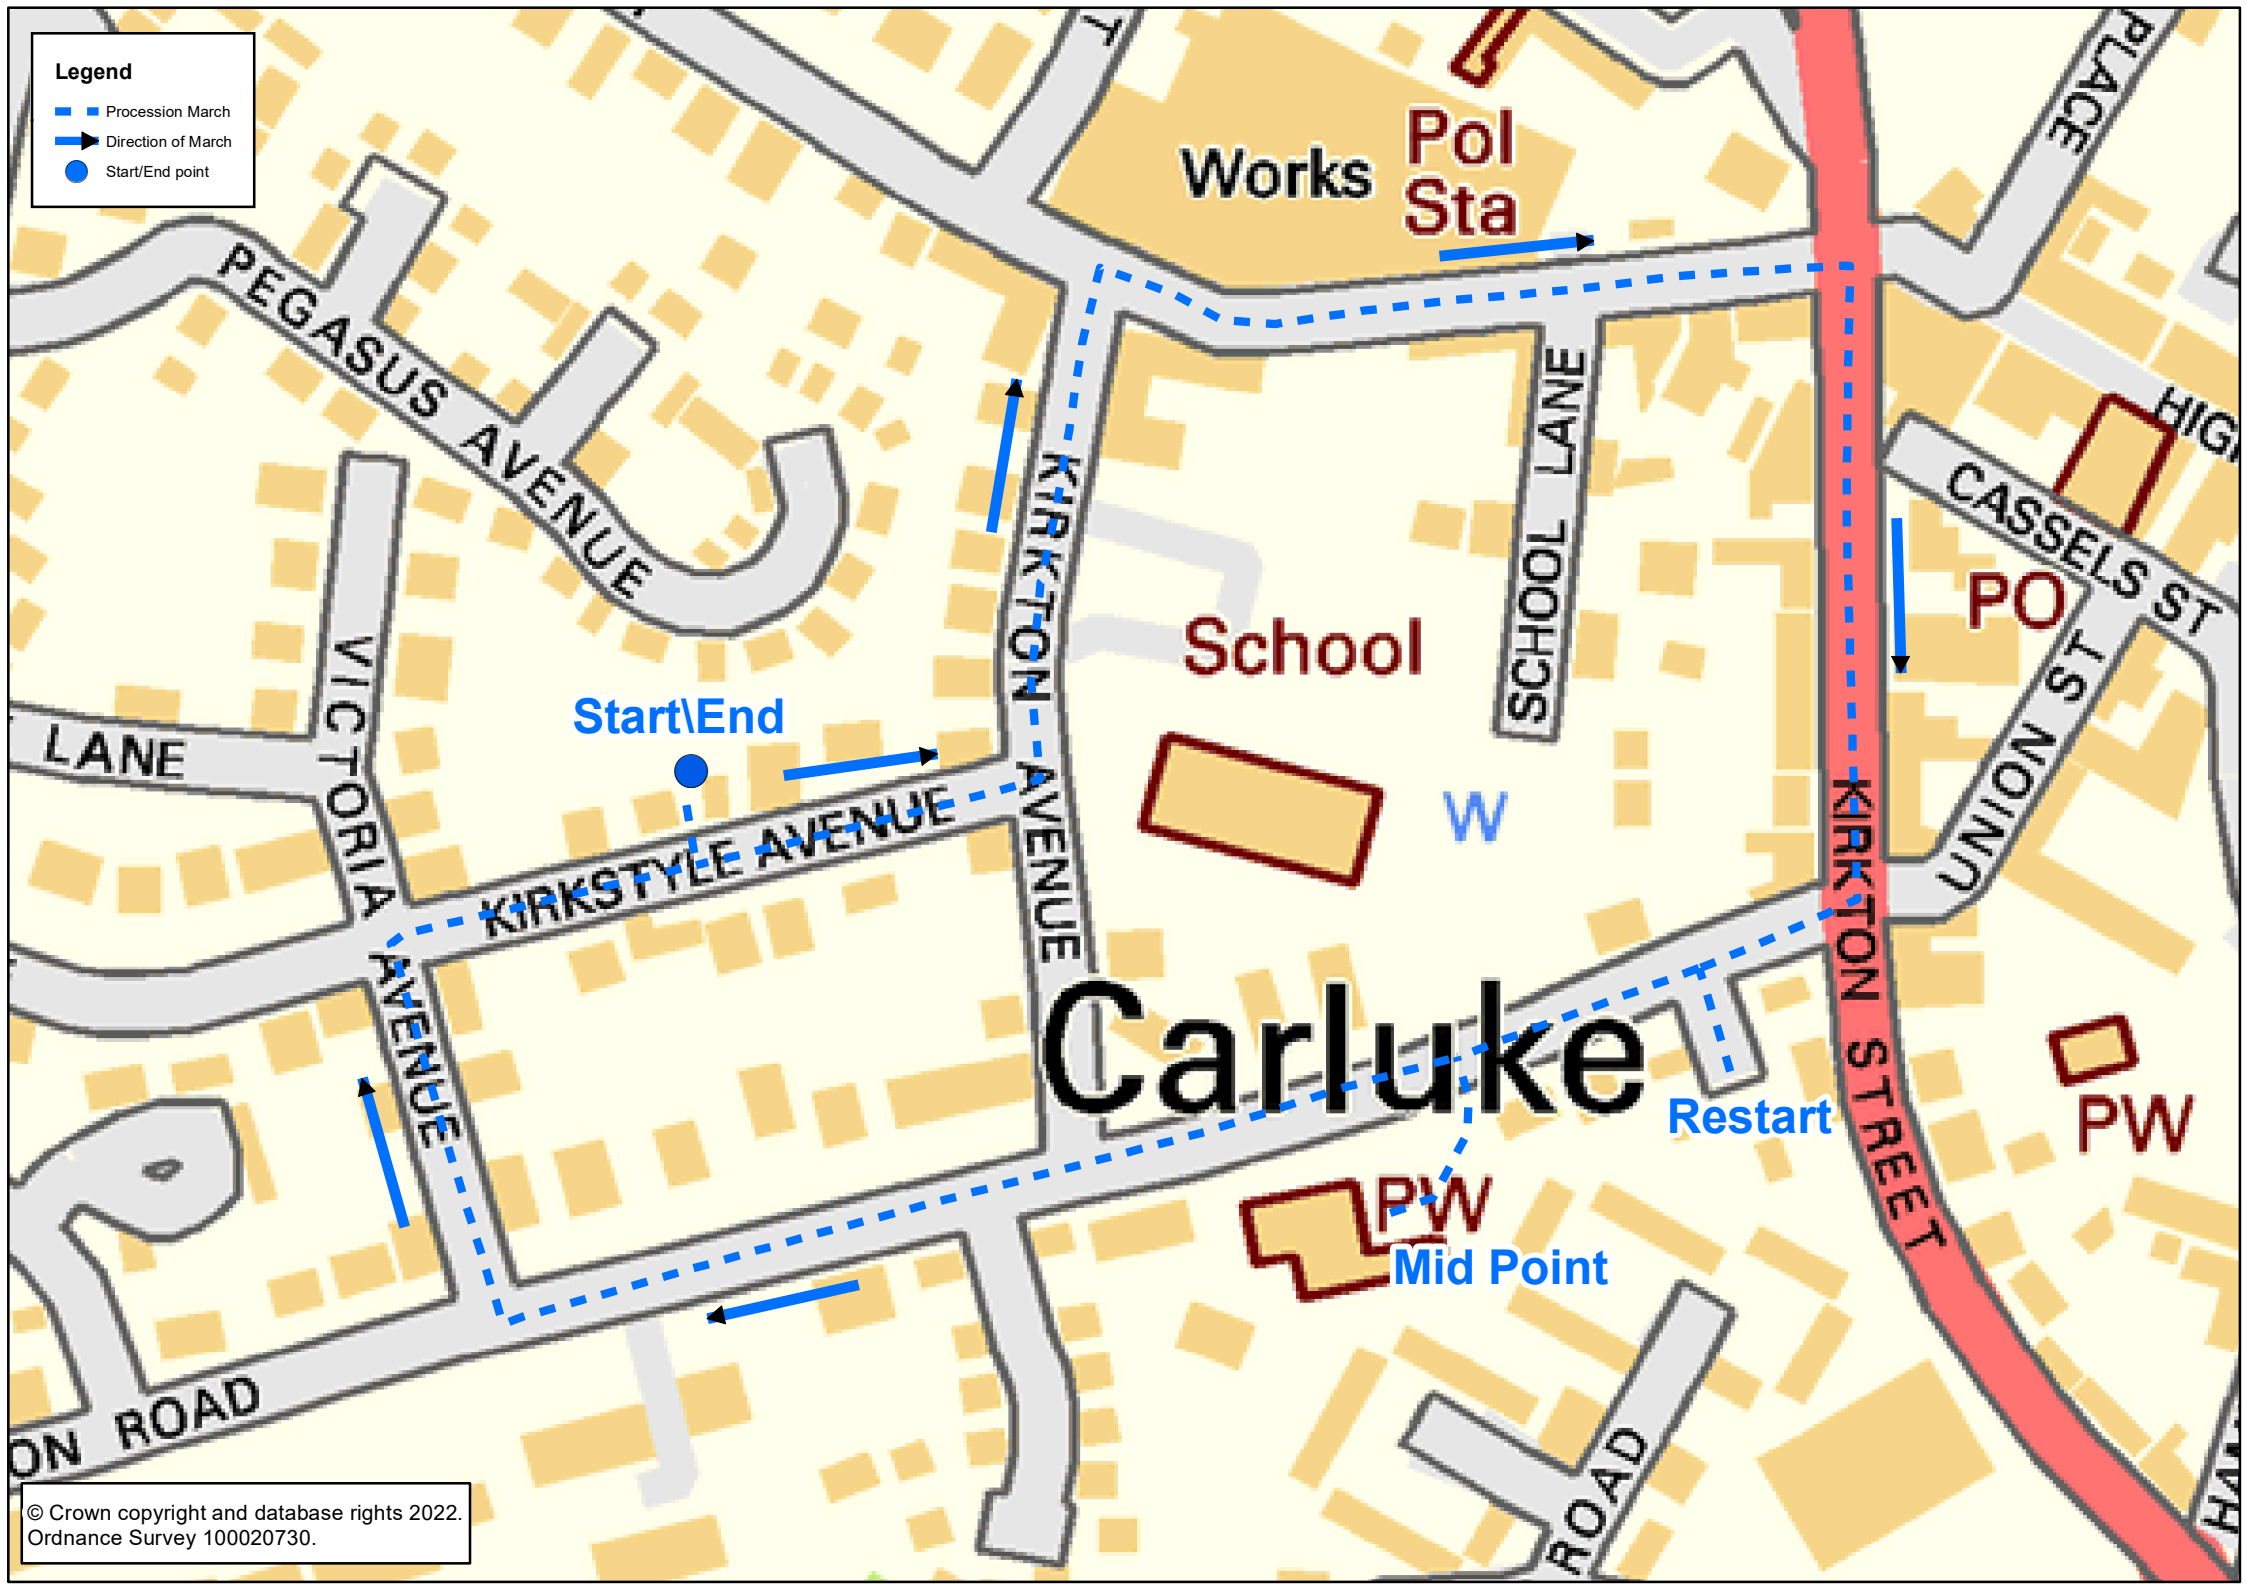 Legend
Procession March
Direction of March
Start/End point
PLACE
Works
Pol
Sta
PEGASUS AVENUE
KIRKTON AVENUE
SCHOOL LANE
CASSELS ST
PO
UNION ST
School
W
Start\End
VICTORIA AVENUE
LANE
KIRKSTYLE AVENUE
KIRKTON STREET
Carluke
Restart
PW
PW
Mid Point
ROAD
ROAD
© Crown copyright and database rights 2022.
Ordnance Survey 100020730.